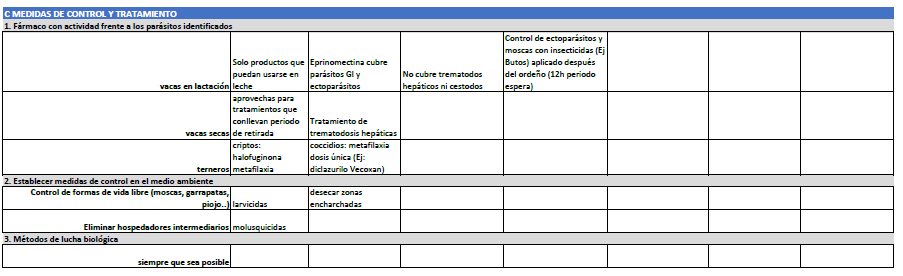 C MEDIDAS DE CONTROL Y TRATAMIENTO
1. Fármaco con actividad frente a los parásitos identificados
vacas en lactación
Solo productos que
puedan usarse en
leche
Eprinomectina cubre
parásitos GI y
ectoparásitos
No cubre trematodos
hepáticos ni cestodos
Control de ectoparásitos y
moscas con insecticidas (Ej
Butos) aplicado después
del ordeño (12h periodo
espera)
vacas secas
aprovechas para
tratamientos que
conllevan período
de retirada
Tratamiento de
trematodosis hepáticas
terneros
criptos:
halofuginona
metafilaxia
coccidios: metafilaxia
dosis única (Ej:
diclazurilo Vecoxan)
2. Establecer medidas de control en el medio ambiente
Control de formas de vida libre (moscas, garrapatas,
piojo..)
larvicidas
desecar zonas
encharchadas
Eliminar hospedadores intermediarios
molusquicidas
3. Métodos de lucha biológica
siempre que sea posible